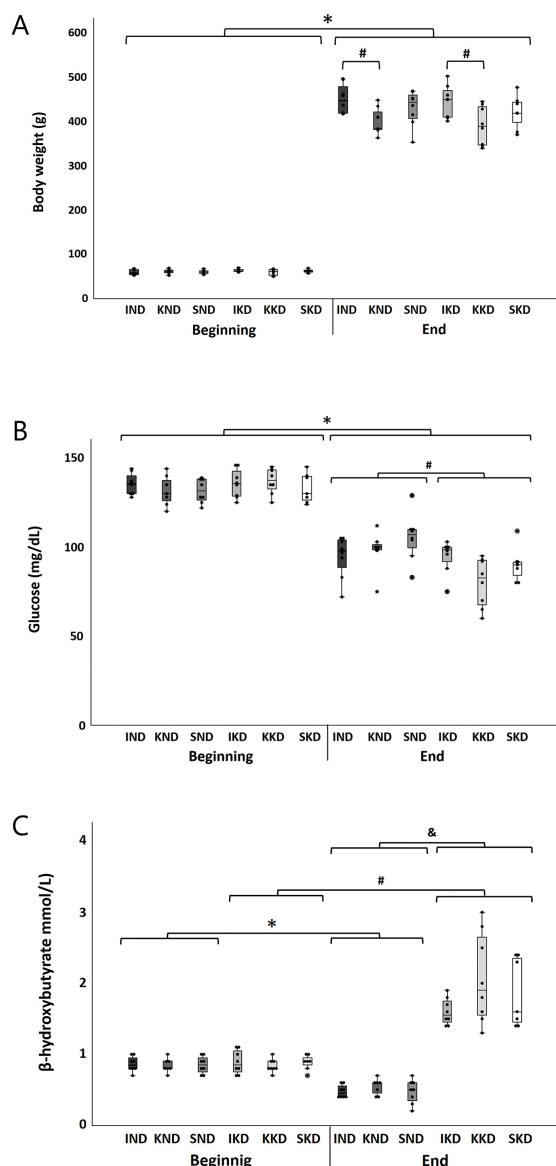 A
*
600
#
#
500
400
300
200
100
0
Body weight (g)
IND KND SND IKD KKD SKD IND KND SND IKD KKD SKD
Beginning End
B
*
150
#
100
50
0
Glucose (mg/dL)
IND KND SND IKD KKD SKD IND KND SND IKD KKD SKD
Beginning End
C
4
&
#
3
*
2
1
0
β-hydroxybutyrate mmol/L
IND KND SND IKD KKD SKD IND KND SND IKD KKD SKD
Beginnig End